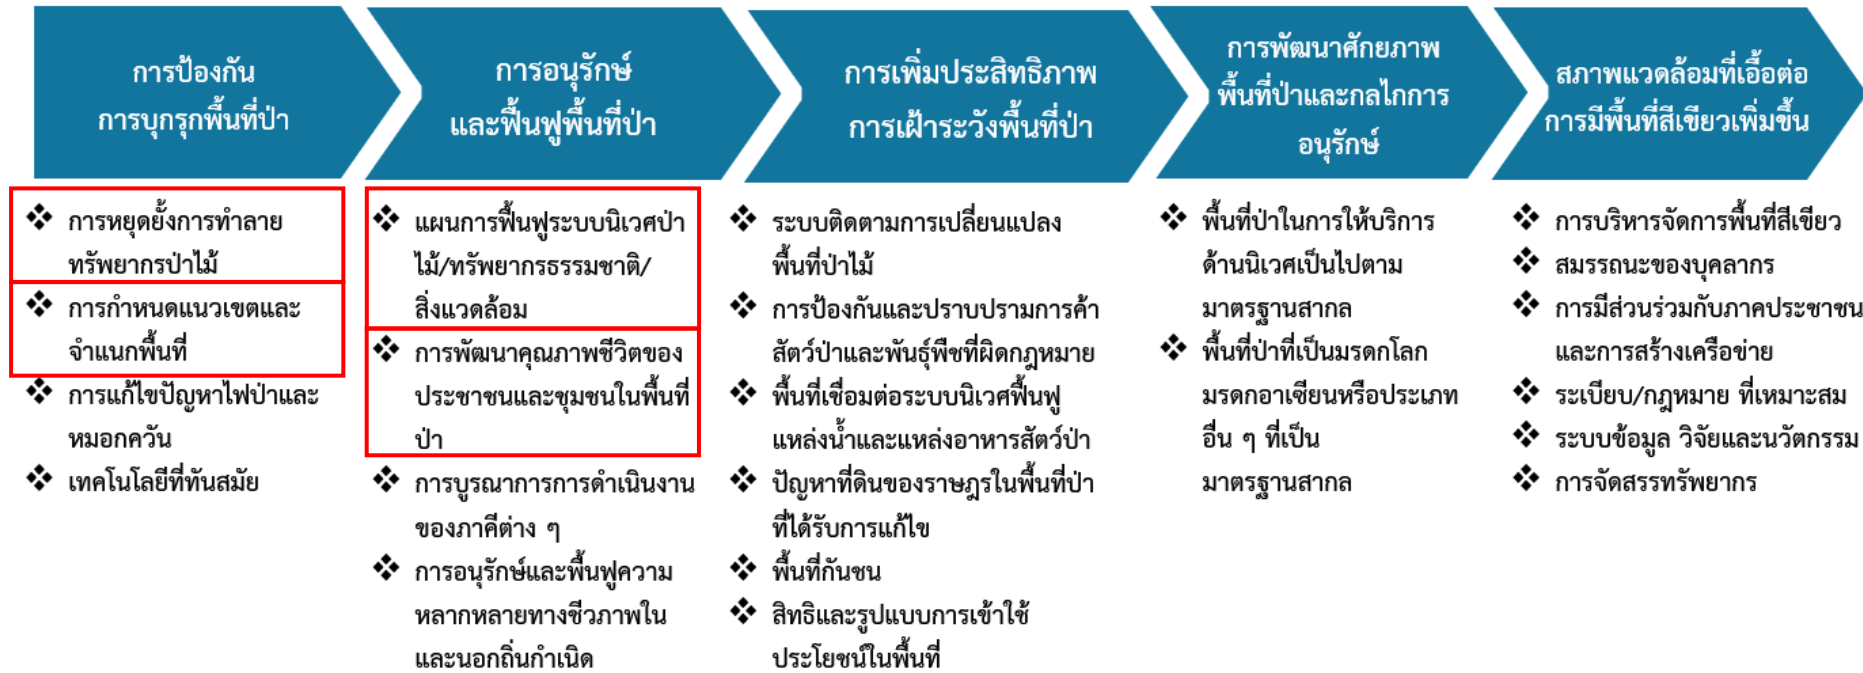 การป้องกัน
การบุกรุกพื้นที่ป่า
❖ การหยุดยั้งการทำลาย
ทรัพยากรป่าไม้
❖ การกำหนดแนวเขตและ
จำแนกพื้นที่
❖ การแก้ไขปัญหาไฟป่าและ
หมอกควัน
❖ เทคโนโลยีที่ทันสมัย
การอนุรักษ์
และฟื้นฟูพื้นที่ป่า
❖ แผนการฟื้นฟูระบบนิเวศป่า
ไม้/ทรัพยากรธรรมชาติ/
สิ่งแวดล้อม
❖ การพัฒนาคุณภาพชีวิตของ
ประชาชนและชุมชนในพื้นที่
ป่า
❖ การบูรณาการการดำเนินงาน
ของภาคีต่าง ๆ
❖ การอนุรักษ์และฟื้นฟูความ
หลากหลายทางชีวภาพใน
และนอกถิ่นกำเนิด
การเพิ่มประสิทธิภาพ
การเฝ้าระวังพื้นที่ป่า
❖ ระบบติดตามการเปลี่ยนแปลง
พื้นที่ป่าไม้
❖ การป้องกันและปราบปรามการค้า
สัตว์ป่าและพันธุ์พืชที่ผิดกฎหมาย
❖ พื้นที่เชื่อมต่อระบบนิเวศฟื้นฟู
แหล่งน้ำและแหล่งอาหารสัตว์ป่า
❖ ปัญหาที่ดินของราษฎรในพื้นที่ป่า
ที่ได้รับการแก้ไข
❖ พื้นที่กันชน
❖ สิทธิและรูปแบบการเข้าใช้
ประโยชน์ในพื้นที่
การพัฒนาศักยภาพ
พื้นที่ป่าและกลไกการ
อนุรักษ์
❖ พื้นที่ป่าในการให้บริการ
ด้านนิเวศเป็นไปตาม
มาตรฐานสากล
❖ พื้นที่ป่าที่เป็นมรดกโลก
มรดกอาเซียนหรือประเภท
อื่น ๆ ที่เป็น
มาตรฐานสากล
สภาพแวดล้อมที่เอื้อต่อ
การมีพื้นที่สีเขียวเพิ่มขึ้น
❖ การบริหารจัดการพื้นที่สีเขียว
❖ สมรรถนะของบุคลากร
❖ การมีส่วนร่วมกับภาคประชาชน
และการสร้างเครือข่าย
❖ ระเบียบ/กฎหมาย ที่เหมาะสม
❖ ระบบข้อมูล วิจัยและนวัตกรรม
❖ การจัดสรรทรัพยากร